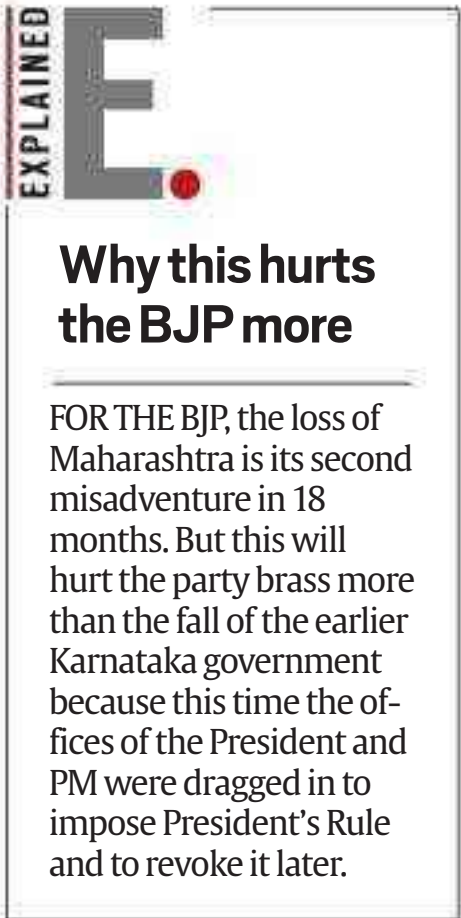 EXPLAINED
E.
Why this hurts
the BJP more
FOR THE BJP, the loss of
Maharashtra is its second
misadventure in 18
months. But this will
hurt the party brass more
than the fall of the earlier
Karnataka government
because this time the of-
fices of the President and
PM were dragged in to
impose President's Rule
and to revoke it later.